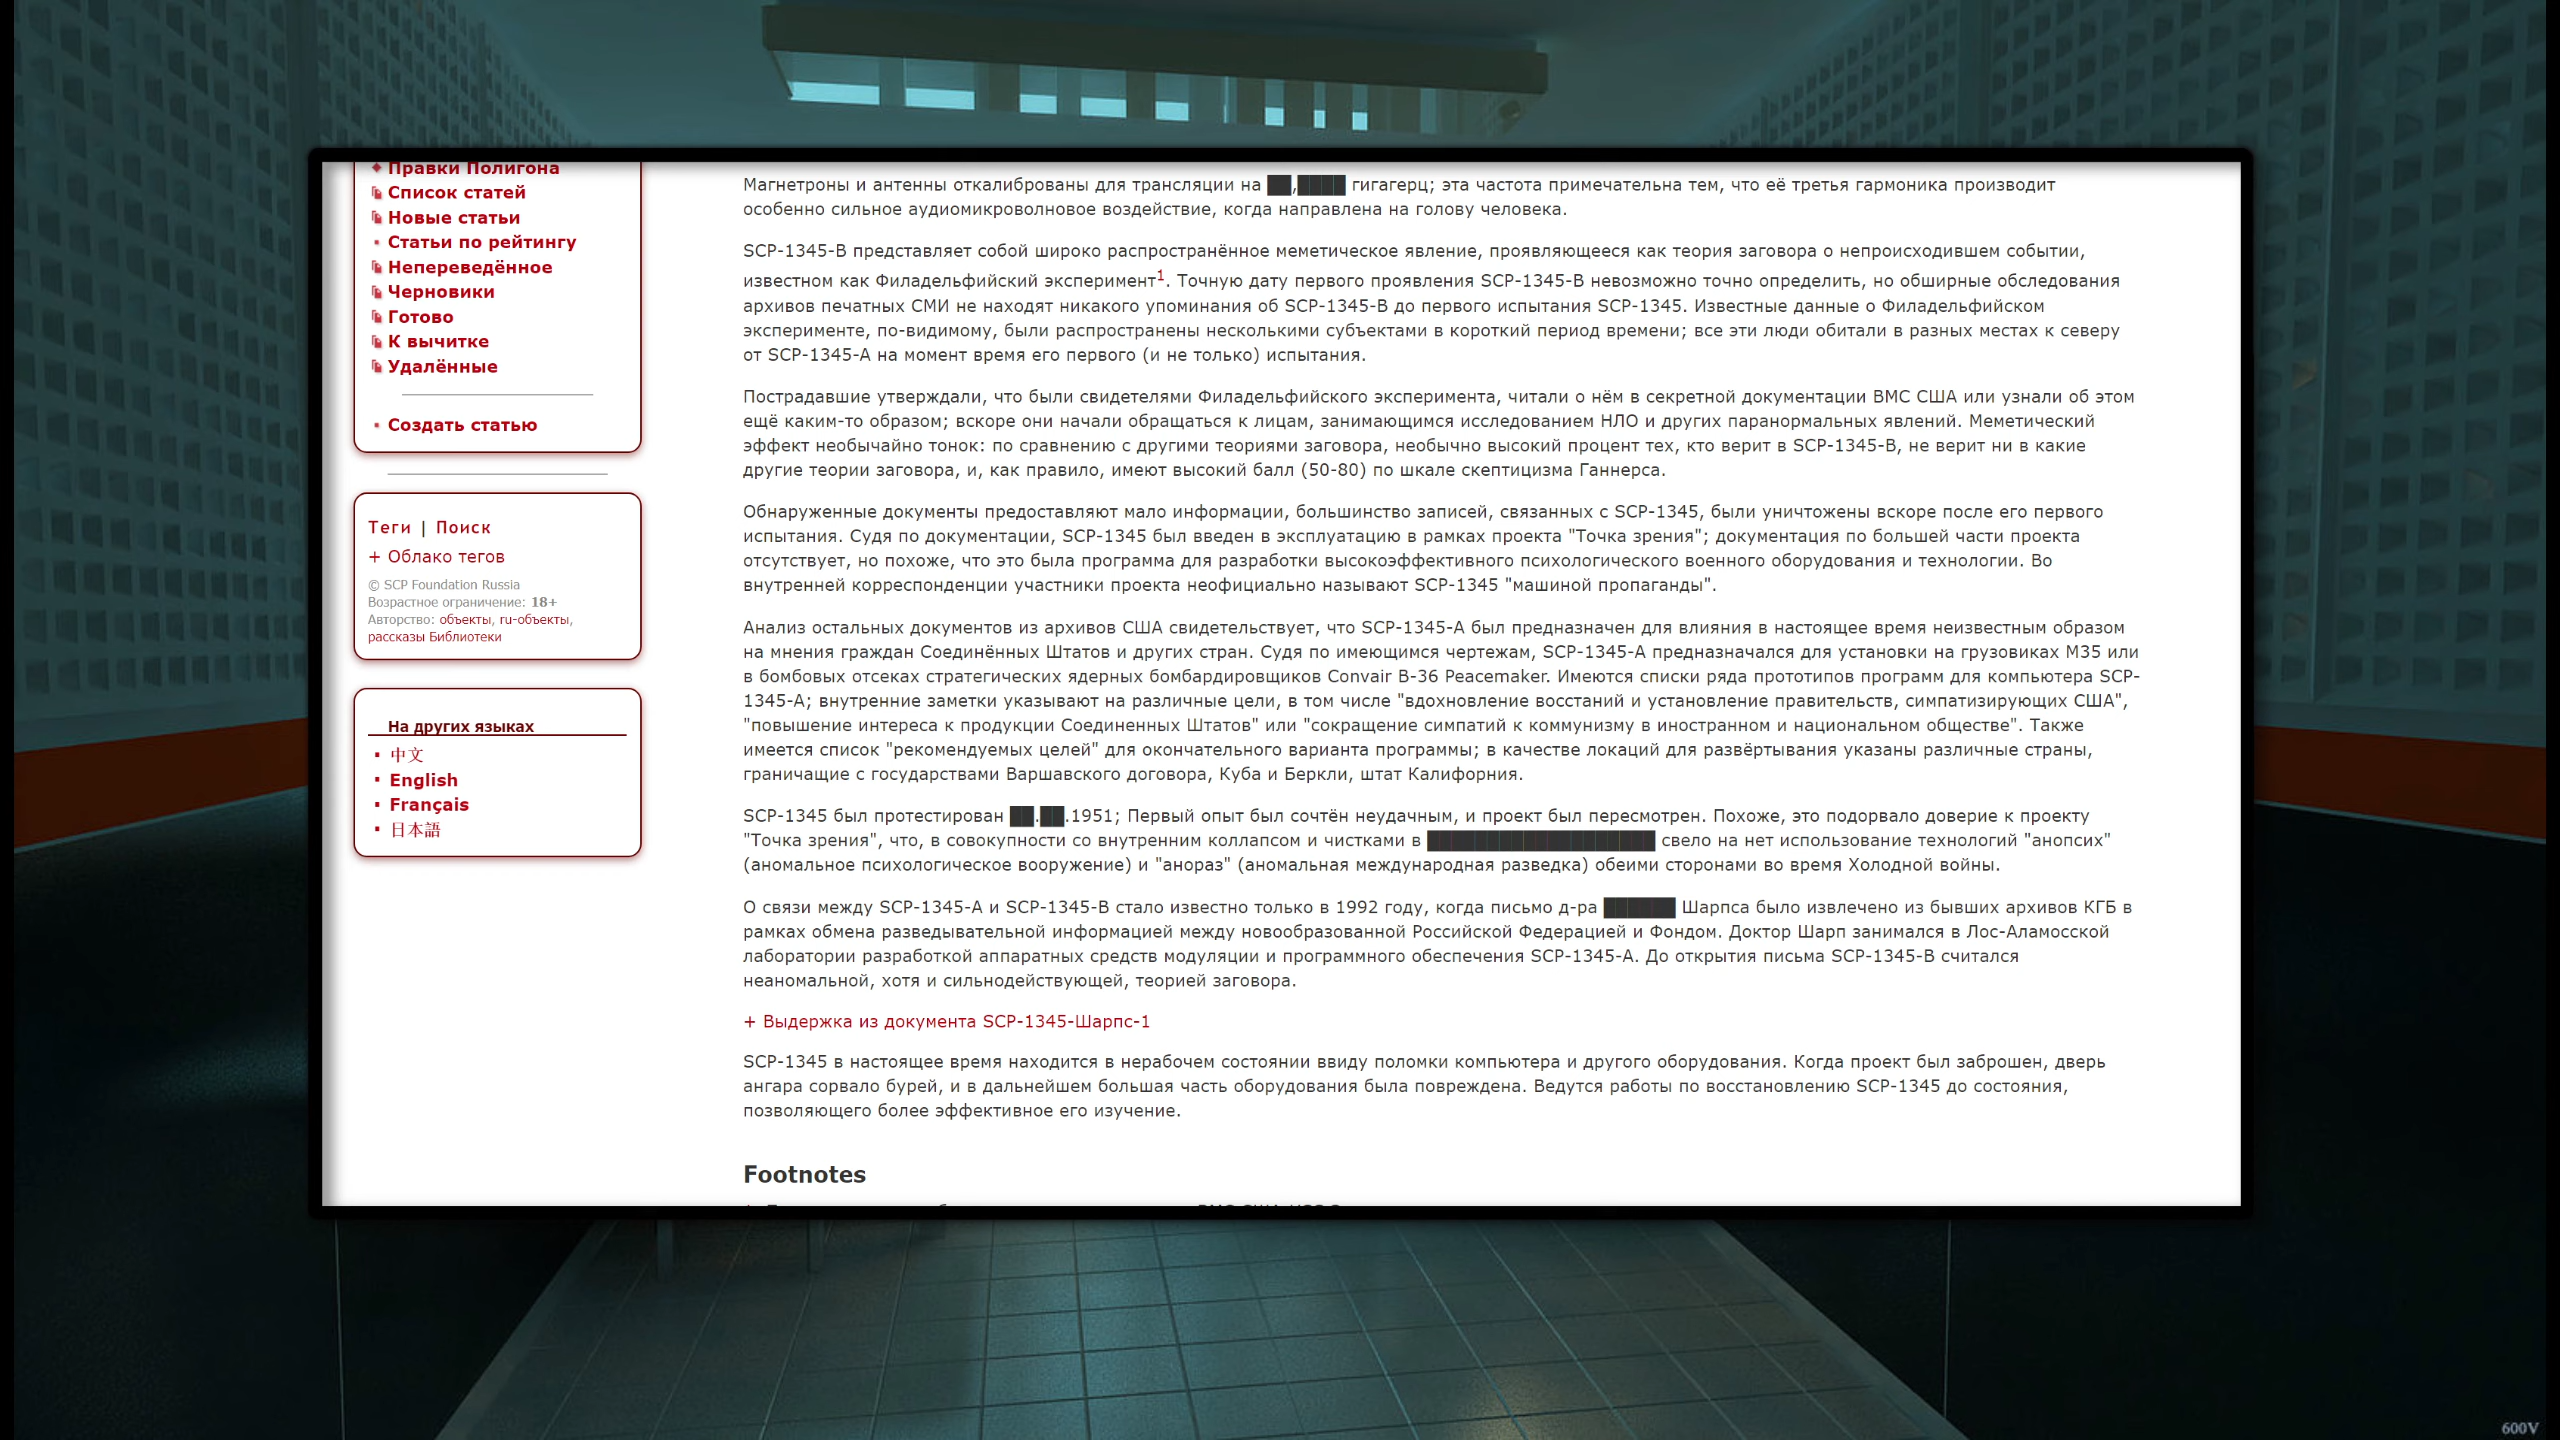 Правки Полигона
Список статей
Новые статьи
Статьи по рейтингу
Непереведённое
Черновики
Готово
К вычитке
Удалённые
Создать статью
Теги | Поиск
+ Облако тегов
© SCP Foundation Russia
Возрастное ограничение: 18+
Авторство: объекты, ru-объекты,
рассказы Библиотеки
На других языках
中文
English
Français
日本語
Магнетроны и антенны откалиброваны для трансляции на ██,████ гигагерц; эта частота примечательна тем, что её третья гармоника производит
особенно сильное аудиомикроволновое воздействие, когда направлена на голову человека.
SCP-1345-B представляет собой широко распространённое меметическое явление, проявляющееся как теория заговора о непроисходившем событии,
известном как Филадельфийский эксперимент1. Точную дату первого проявления SCP-1345-B невозможно точно определить, но обширные обследования
архивов печатных СМИ не находят никакого упоминания об SCP-1345-B до первого испытания SCP-1345. Известные данные о Филадельфийском
эксперименте, по-видимому, были распространены несколькими субъектами в короткий период времени; все эти люди обитали в разных местах к северу
от SCP-1345-A на момент время его первого (и не только) испытания.
Пострадавшие утверждали, что были свидетелями Филадельфийского эксперимента, читали о нём в секретной документации ВМС США или узнали об этом
ещё каким-то образом; вскоре они начали обращаться к лицам, занимающимся исследованием НЛО и других паранормальных явлений. Меметический
эффект необычайно тонок: по сравнению с другими теориями заговора, необычно высокий процент тех, кто верит в SCP-1345-B, не верит ни в какие
другие теории заговора, и, как правило, имеют высокий балл (50-80) по шкале скептицизма Ганнерса.
Обнаруженные документы предоставляют мало информации, большинство записей, связанных с SCP-1345, были уничтожены вскоре после его первого
испытания. Судя по документации, SCP-1345 был введен в эксплуатацию в рамках проекта "Точка зрения"; документация по большей части проекта
отсутствует, но похоже, что это была программа для разработки высокоэффективного психологического военного оборудования и технологии. Во
внутренней корреспонденции участники проекта неофициально называют SCP-1345 "машиной пропаганды".
Анализ остальных документов из архивов США свидетельствует, что SCP-1345-A был предназначен для влияния в настоящее время неизвестным образом
на мнения граждан Соединённых Штатов и других стран. Судя по имеющимся чертежам, SCP-1345-A предназначался для установки на грузовиках M35 или
в бомбовых отсеках стратегических ядерных бомбардировщиков Convair B-36 Peacemaker. Имеются списки ряда прототипов программ для компьютера SCP-
1345-A; внутренние заметки указывают на различные цели, в том числе "вдохновление восстаний и установление правительств, симпатизирующих США",
"повышение интереса к продукции Соединенных Штатов" или "сокращение симпатий к коммунизму в иностранном и национальном обществе". Также
имеется список "рекомендуемых целей" для окончательного варианта программы; в качестве локаций для развёртывания указаны различные страны,
граничащие с государствами Варшавского договора, Куба и Беркли, штат Калифорния.
SCP-1345 был протестирован ██.██.1951; Первый опыт был сочтён неудачным, и проект был пересмотрен. Похоже, это подорвало доверие к проекту
"Точка зрения", что, в совокупности со внутренним коллапсом и чистками в ███████████████████ свело на нет использование технологий "анопсих"
(аномальное психологическое вооружение) и "анораз" (аномальная международная разведка) обеими сторонами во время Холодной войны.
О связи между SCP-1345-A и SCP-1345-B стало известно только в 1992 году, когда письмо д-ра ██████ Шарпса было извлечено из бывших архивов КГБ в
рамках обмена разведывательной информацией между новообразованной Российской Федерацией и Фондом. Доктор Шарп занимался в Лос-Аламосской
лаборатории разработкой аппаратных средств модуляции и программного обеспечения SCP-1345-A. До открытия письма SCP-1345-B считался
неаномальной, хотя и сильнодействующей, теорией заговора.
+ Выдержка из документа SCP-1345-Шарпс-1
SCP-1345 в настоящее время находится в нерабочем состоянии ввиду поломки компьютера и другого оборудования. Когда проект был заброшен, дверь
ангара сорвало бурей, и в дальнейшем большая часть оборудования была повреждена. Ведутся работы по восстановлению SCP-1345 до состояния,
позволяющего более эффективное его изучение.
Footnotes
600V